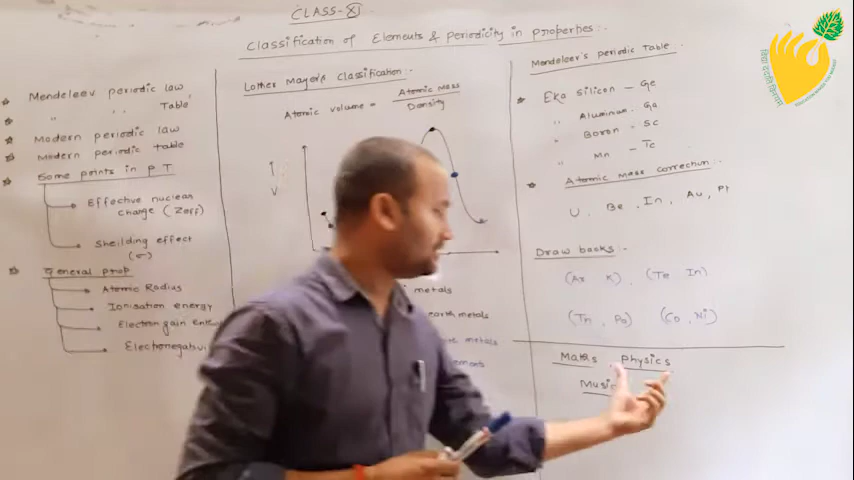 CLASS-XI
Classification of Elements & periodicity in properties:-
Mendeleev periodic law
" " Table
Modern periodic law
Modern periodic table
Some points in P.T
Effective nuclear
charge (Zeff)
Sheilding effect
(σ)
General prop
Atomic Radius
Ionisation energy
Electron gain
Electronegativi
Lother Mayer's Classification:-
Atomic volume = Atomic Mass
Density
V
metals
earth metals
metals
Mendeleev's periodic Table:-
Eka Silicon - Ge
" Aluminium - Ga
" Boron - Sc
" Mn - Tc
Atomic Mass correction:-
U, Be, In, Au, Pt
Draw backs:-
(Ar K), (Te In)
(Th, Pa) (Co, Ni)
Maths Physics
Music